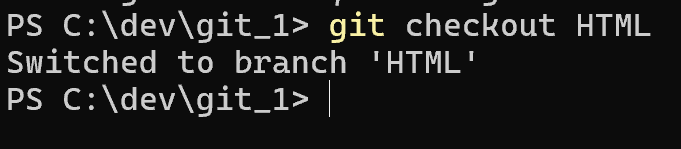 PS C:\dev\git_1> git checkout HTML
Switched to branch 'HTML'
PS C:\dev\git_1>